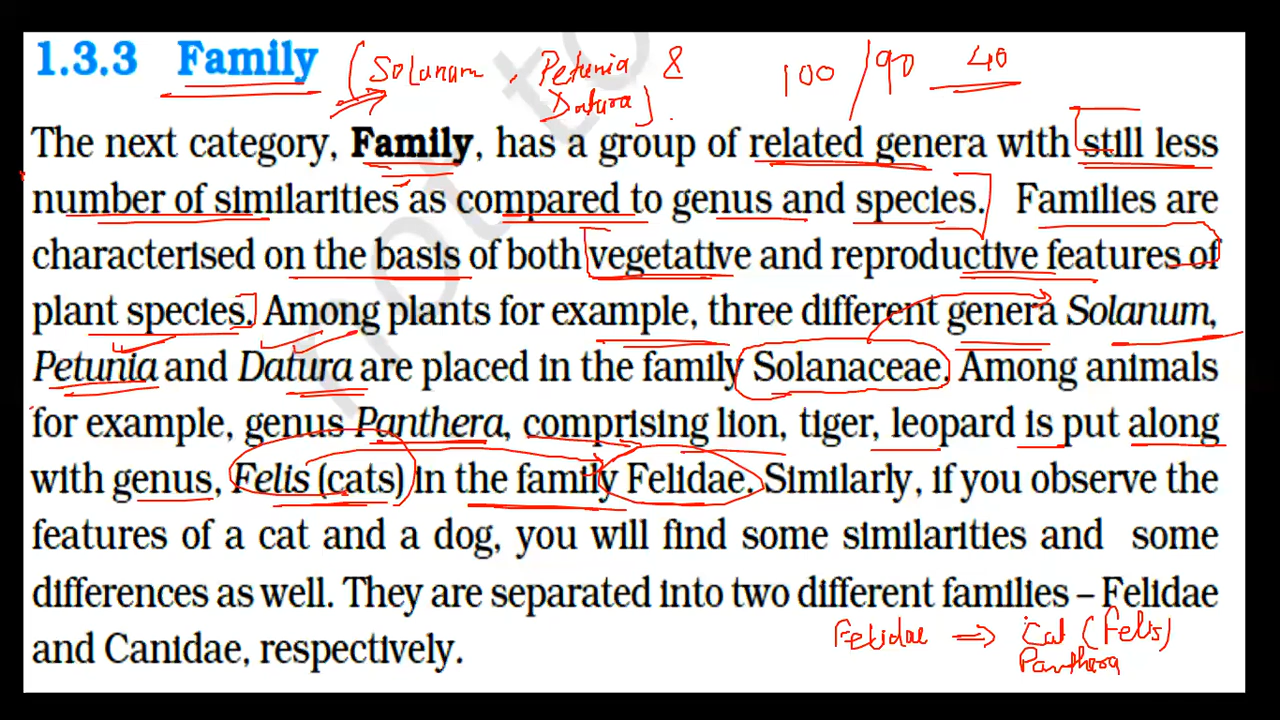 1.3.3 Family (Solanam, Petunia & 100/90 40
Datura)
The next category, Family, has a group of related genera with still less
number of similarities as compared to genus and species. Families are
characterised on the basis of both vegetative and reproductive features of
plant species. Among plants for example, three different genera Solanum,
Petunia and Datura are placed in the family Solanaceae. Among animals
for example, genus Panthera, comprising lion, tiger, leopard is put along
with genus, Felis (cats) in the family Felidae. Similarly, if you observe the
features of a cat and a dog, you will find some similarities and some
differences as well. They are separated into two different families – Felidae
and Canidae, respectively.
Felidae ⇒ Cat (Felis)
Panthera